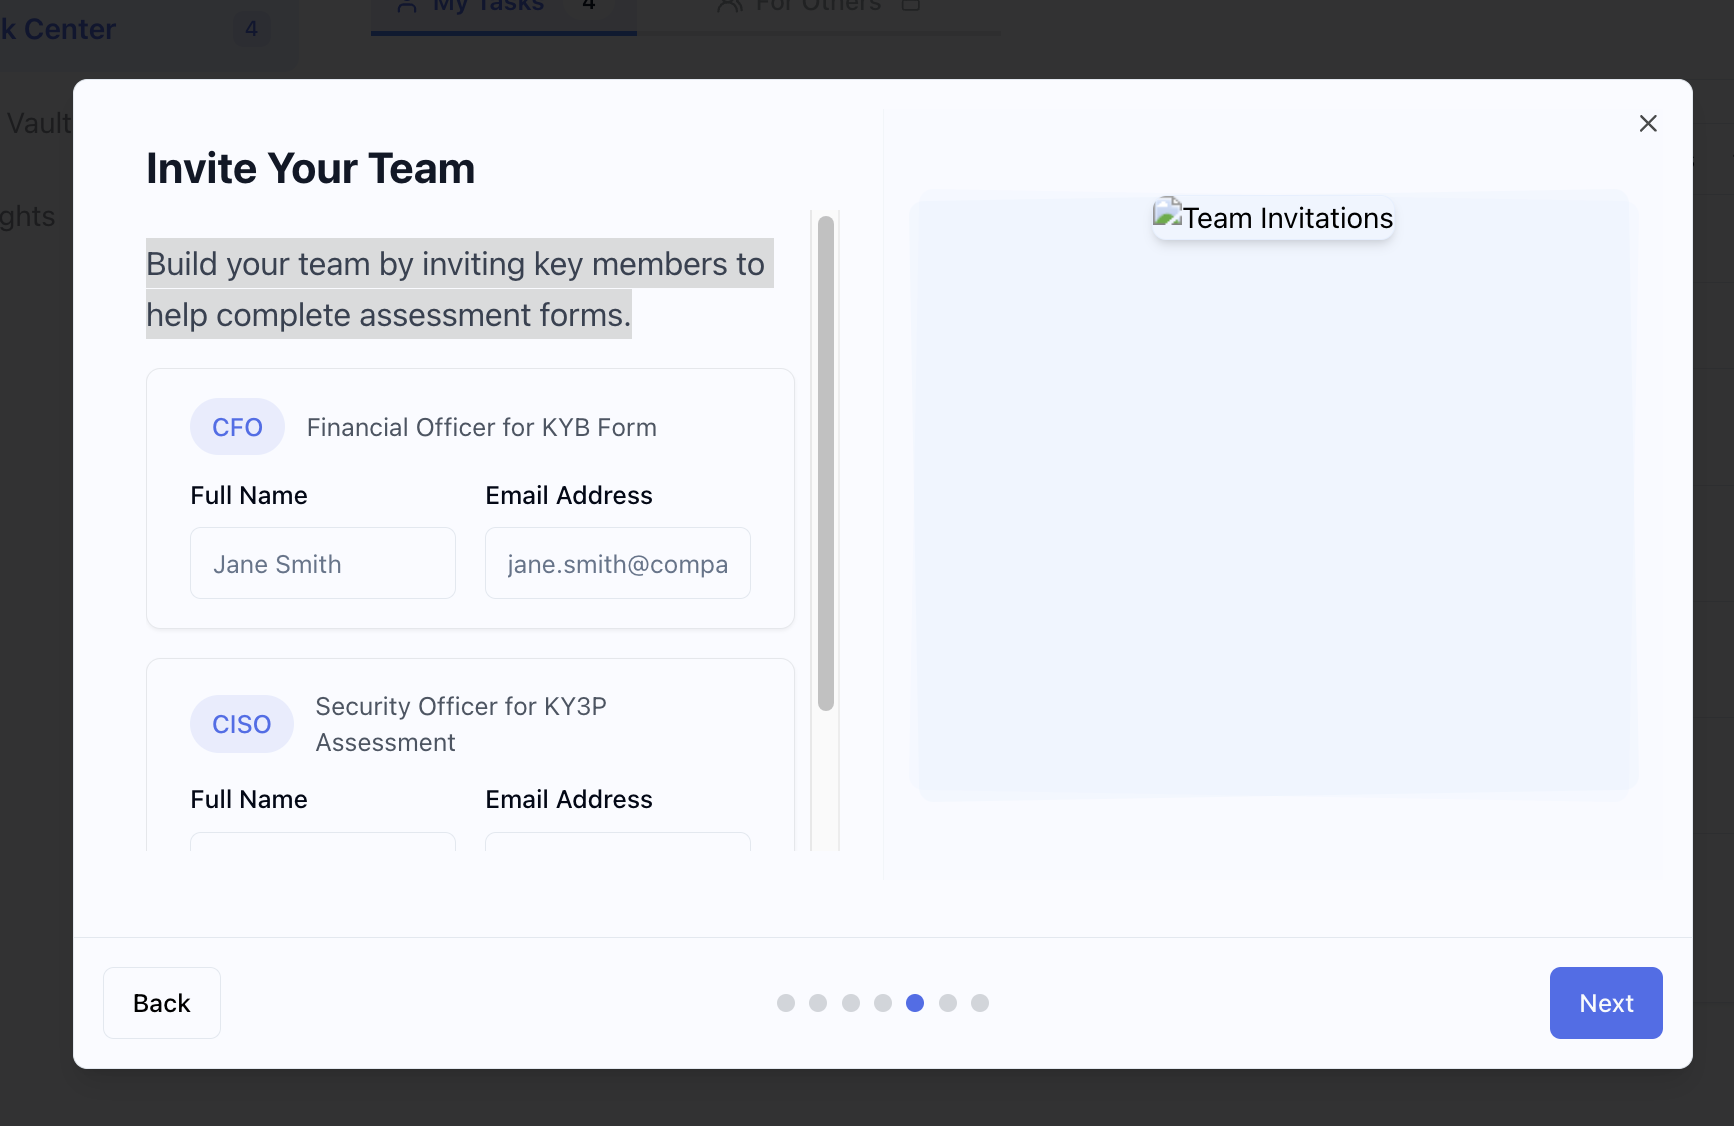 k Center
4
My Tasks
4
For Others
Vault
ghts
Invite Your Team
Build your team by inviting key members to
help complete assessment forms.
CFO
Financial Officer for KYB Form
Full Name
Email Address
Jane Smith
jane.smith@compa
CISO
Security Officer for KY3P
Assessment
Full Name
Email Address
Team Invitations
Back
Next